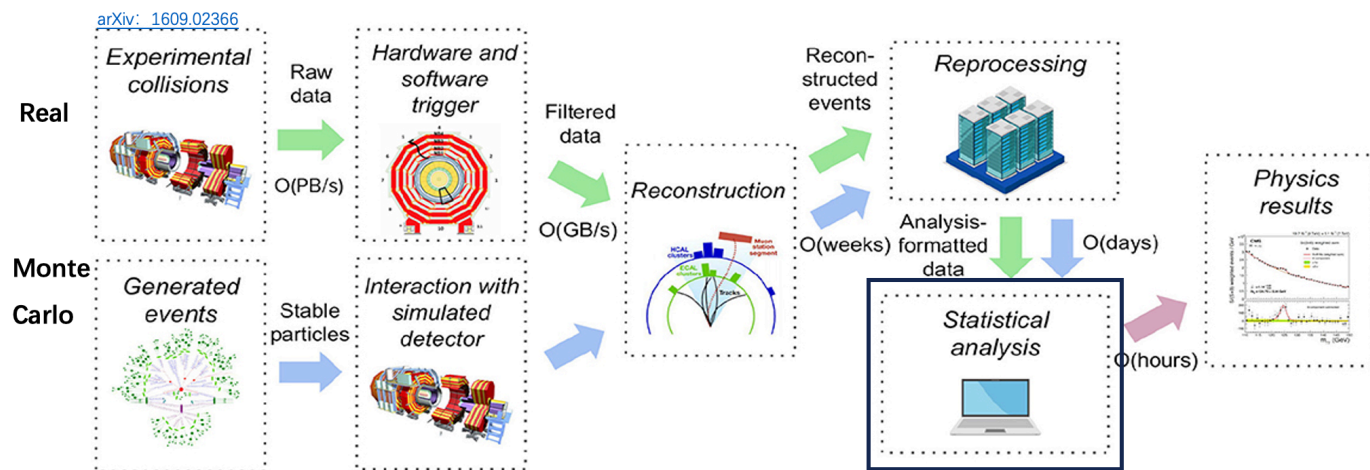 arXiv: 1609.02366
Real
Experimental
collisions
Raw
data
O(PB/s)
Hardware and
software
trigger
Filtered
data
O(GB/s)
Monte
Carlo
Generated
events
Stable
particles
Interaction with
simulated
detector
Reconstruction
HCAL
clusters
Muon
station
segment
ECAL
clusters
Tracks
Recon-
structed
events
O(weeks)
Reprocessing
Analysis-
formatted
data
O(days)
Statistical
analysis
O(hours)
Physics
results